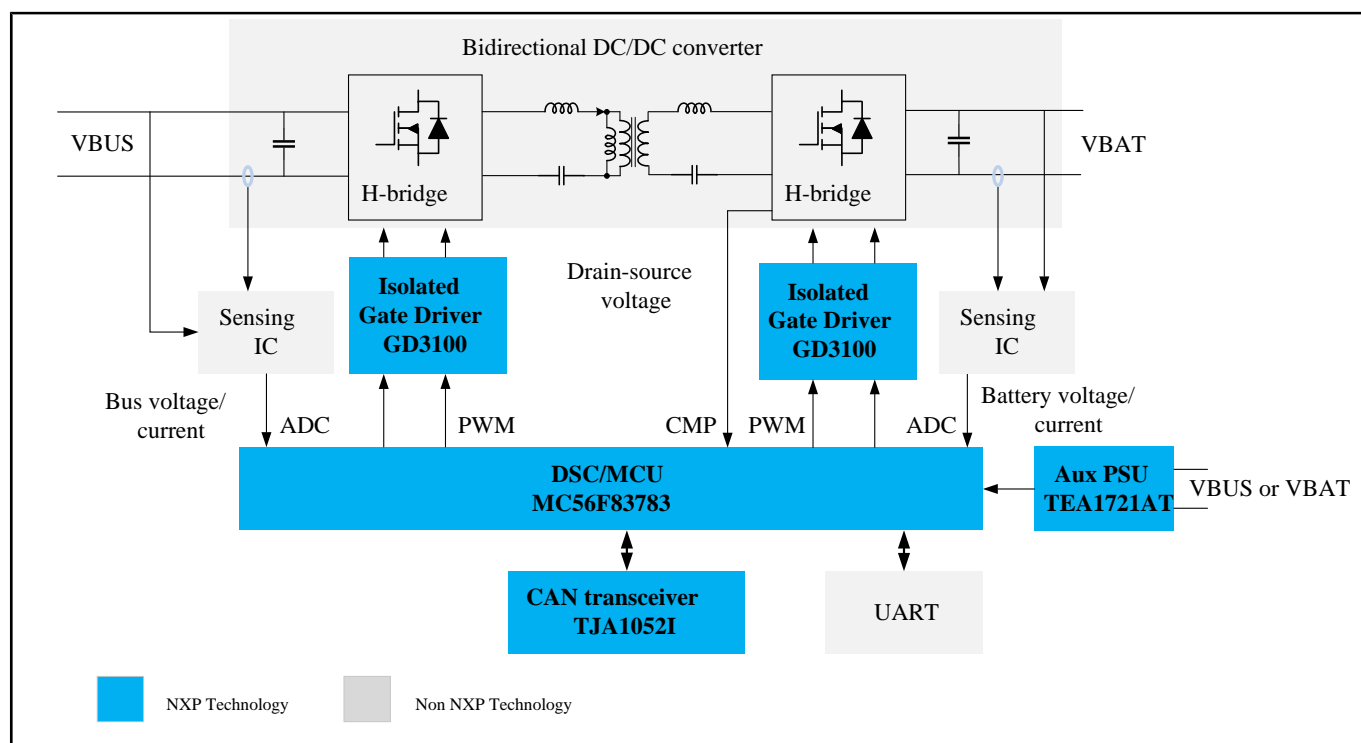 Bidirectional DC/DC converter
VBUS
H-bridge
H-bridge
VBAT
Sensing
IC
Isolated
Gate Driver
GD3100
Drain-source
voltage
Isolated
Gate Driver
GD3100
Sensing
IC
Bus voltage/
current
ADC
PWM
CMP
PWM
ADC
Battery voltage/
current
DSC/MCU
MC56F83783
Aux PSU
TEA1721AT
VBUS or VBAT
CAN transceiver
TJA1052I
UART
NXP Technology
Non NXP Technology